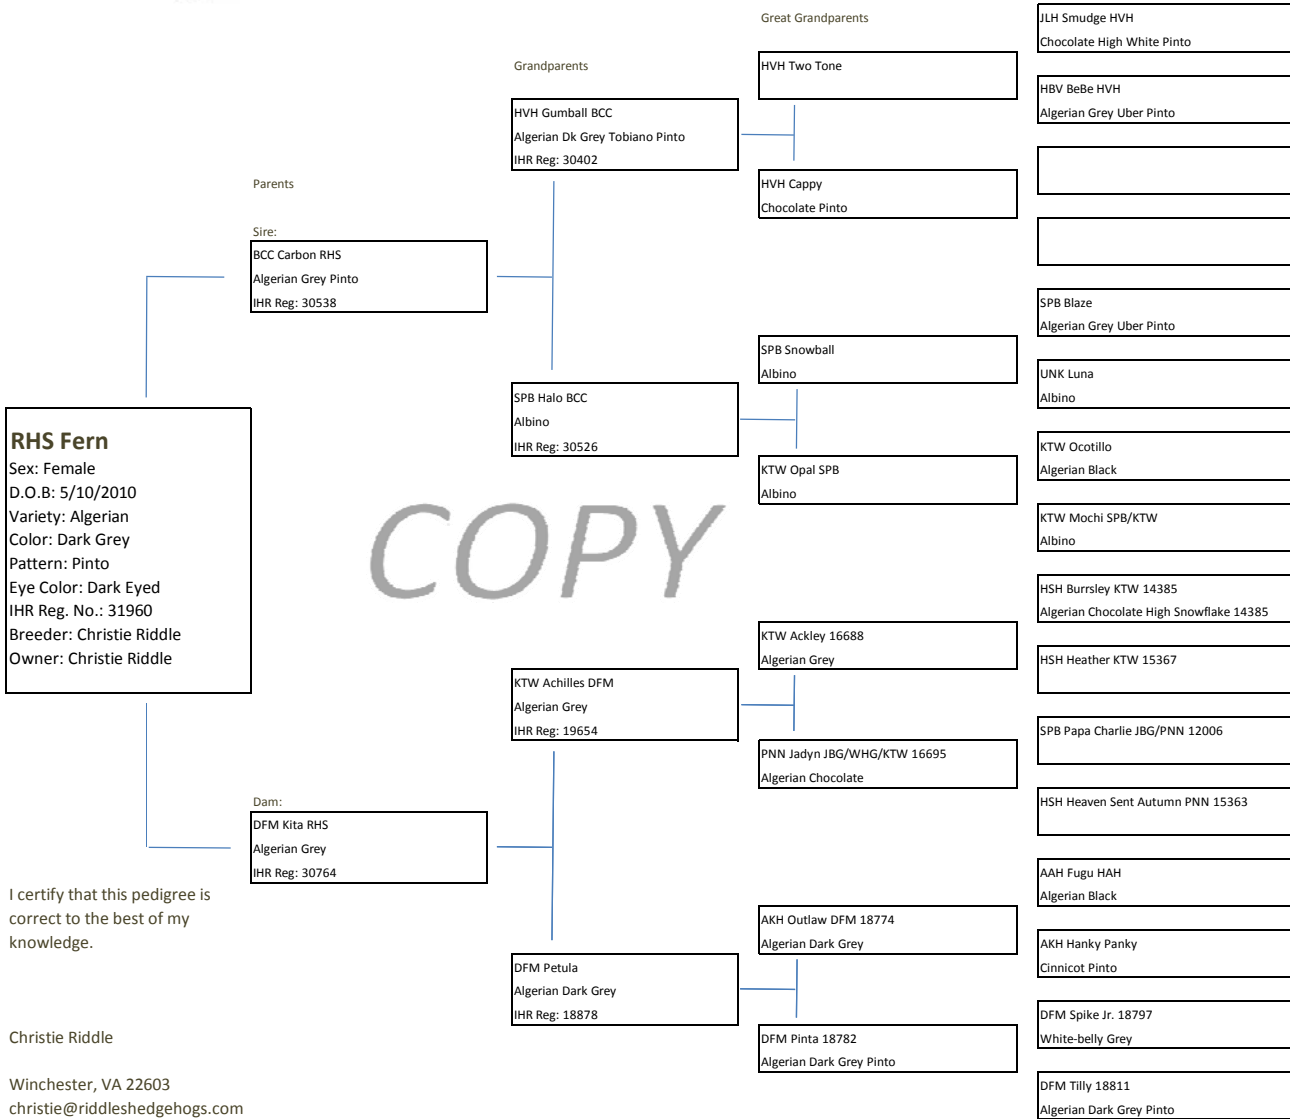 Great Grandparents
JLH Smudge HVH
Chocolate High White Pinto
Grandparents
HVH Two Tone
HBV BeBe HVH
Algerian Grey Uber Pinto
HVH Gumball BCC
Algerian Dk Grey Tobiano Pinto
IHR Reg: 30402
Parents
HVH Cappy
Chocolate Pinto
Sire:
BCC Carbon RHS
Algerian Grey Pinto
IHR Reg: 30538
SPB Blaze
Algerian Grey Uber Pinto
SPB Snowball
Albino
UNK Luna
Albino
SPB Halo BCC
Albino
IHR Reg: 30526
RHS Fern
Sex: Female
D.O.B: 5/10/2010
Variety: Algerian
Color: Dark Grey
Pattern: Pinto
Eye Color: Dark Eyed
IHR Reg. No.: 31960
Breeder: Christie Riddle
Owner: Christie Riddle
KTW Ocotillo
Algerian Black
KTW Opal SPB
Albino
KTW Mochi SPB/KTW
Albino
COPY
HSH Burrsley KTW 14385
Algerian Chocolate High Snowflake 14385
KTW Ackley 16688
Algerian Grey
HSH Heather KTW 15367
KTW Achilles DFM
Algerian Grey
IHR Reg: 19654
SPB Papa Charlie JBG/PNN 12006
PNN Jadyn JBG/WHG/KTW 16695
Algerian Chocolate
HSH Heaven Sent Autumn PNN 15363
Dam:
DFM Kita RHS
Algerian Grey
IHR Reg: 30764
AAH Fugu HAH
Algerian Black
I certify that this pedigree is
correct to the best of my
knowledge.
AKH Outlaw DFM 18774
Algerian Dark Grey
AKH Hanky Panky
Cinnicot Pinto
DFM Petula
Algerian Dark Grey
IHR Reg: 18878
DFM Spike Jr. 18797
White-belly Grey
DFM Pinta 18782
Algerian Dark Grey Pinto
DFM Tilly 18811
Algerian Dark Grey Pinto
Christie Riddle
Winchester, VA 22603
christie@riddleshedgehogs.com